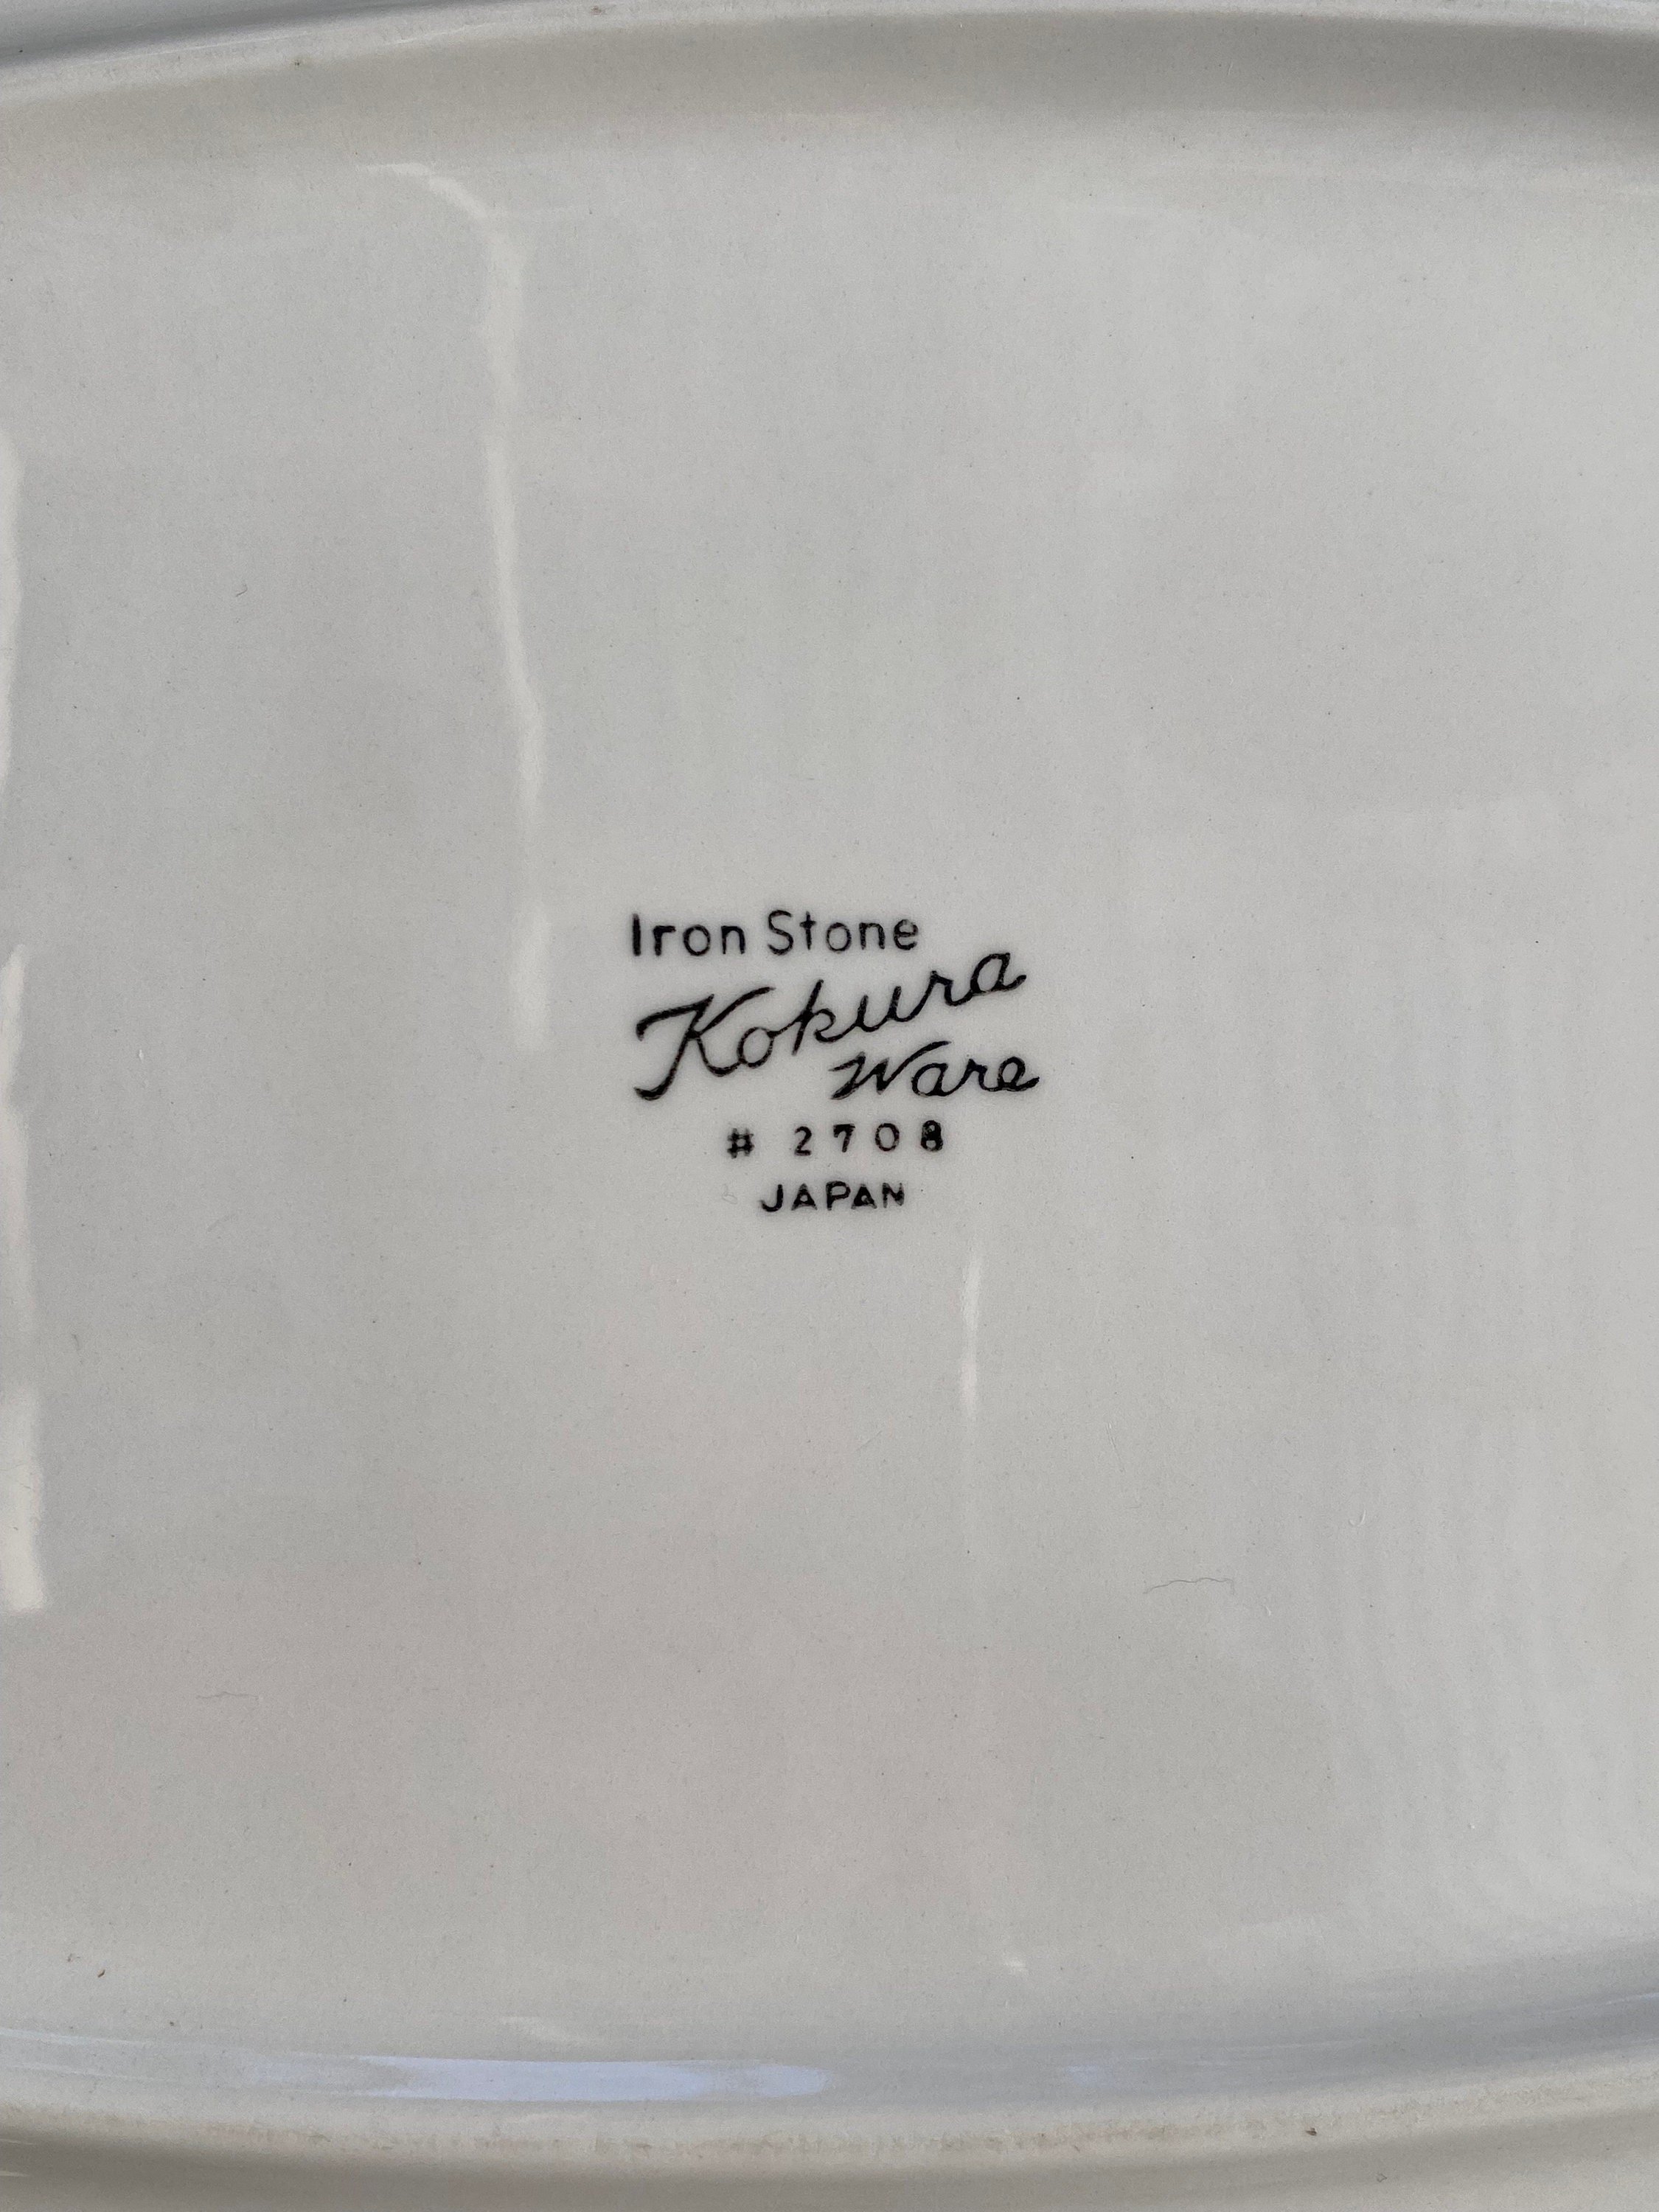 Iron Stone
Kokura
Ware
# 2708
JAPAN